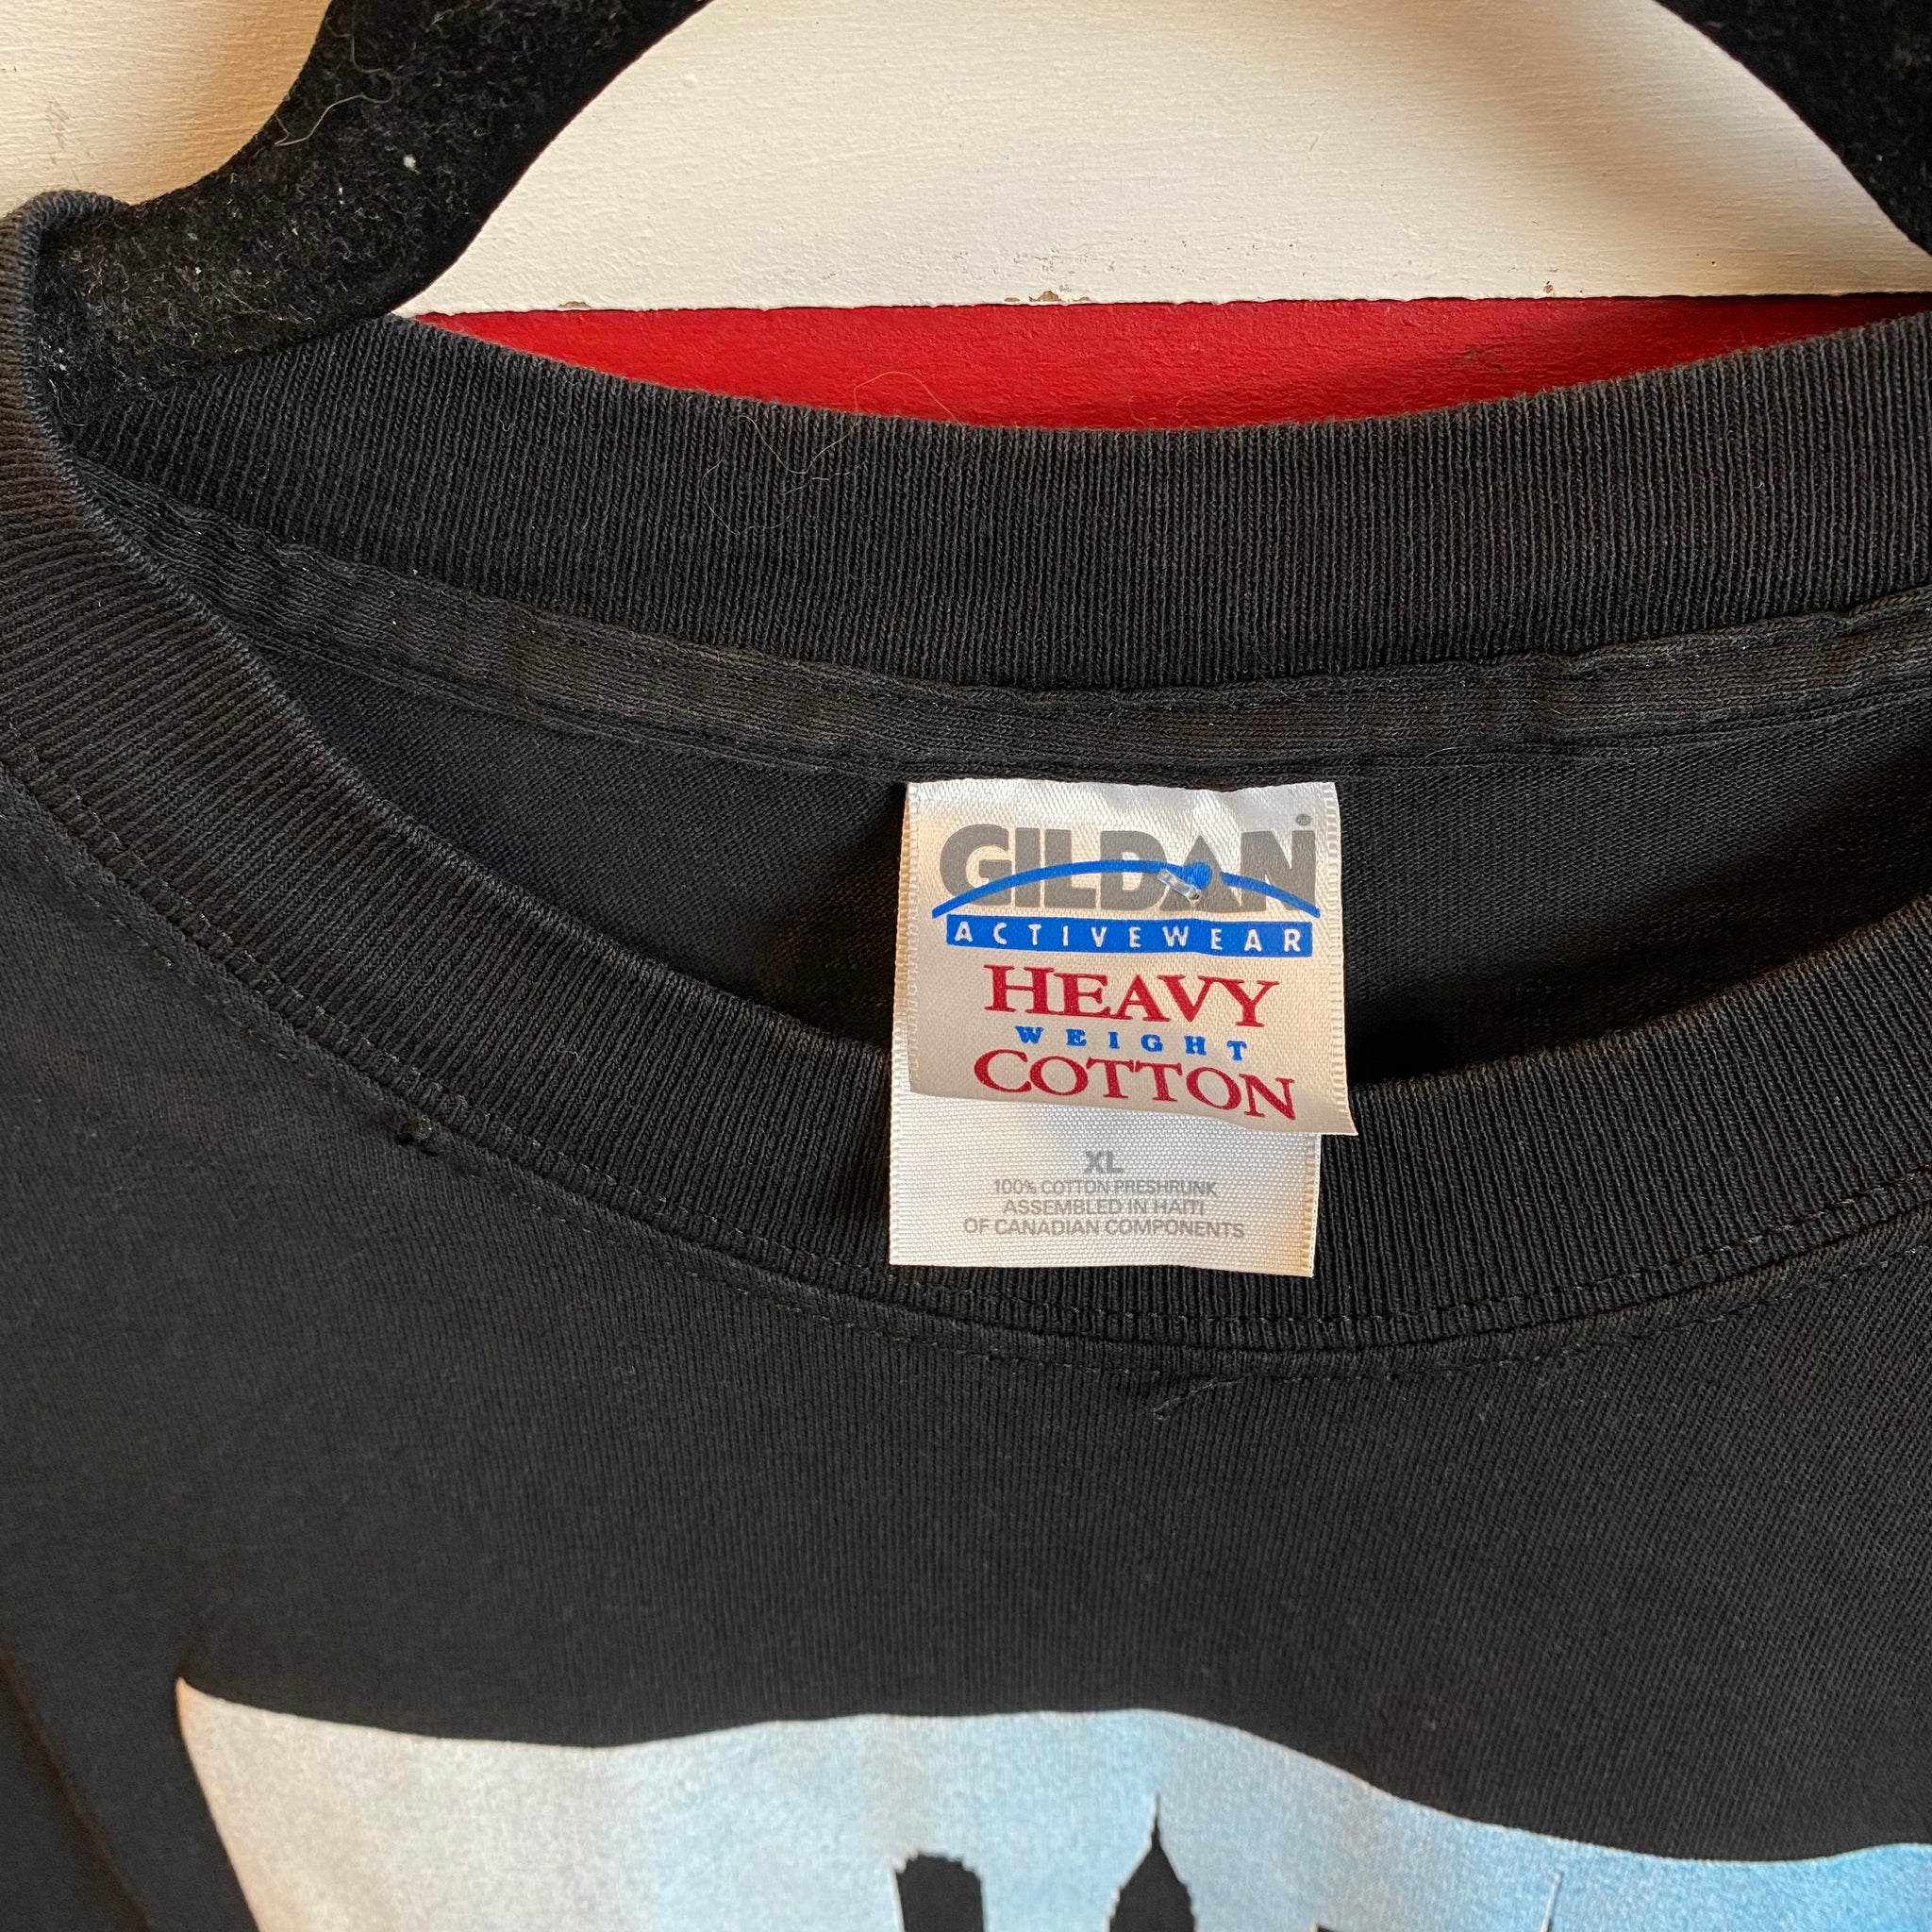 GILDAN®
ACTIVEWEAR
HEAVY
WEIGHT
COTTON
XL
100% COTTON PRESHRUNK
ASSEMBLED IN HAITI
OF CANADIAN COMPONENTS